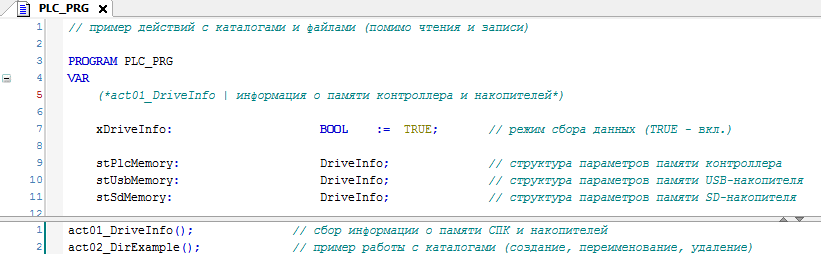 PLC_PRG
1 // пример действий с каталогами и файлами (помимо чтения и записи)
2
3 PROGRAM PLC_PRG
4 VAR
5 (*act01_DriveInfo | информация о памяти контроллера и накопителей*)
6
7 xDriveInfo: BOOL := TRUE; // режим сбора данных (TRUE - вкл.)
8
9 stPlcMemory: DriveInfo; // структура параметров памяти контроллера
10 stUsbMemory: DriveInfo; // структура параметров памяти USB-накопителя
11 stSdMemory: DriveInfo; // структура параметров памяти SD-накопителя
12
1 act01_DriveInfo(); // сбор информации о памяти СПК и накопителей
2 act02_DirExample(); // пример работы с каталогами (создание, переименование, удаление)